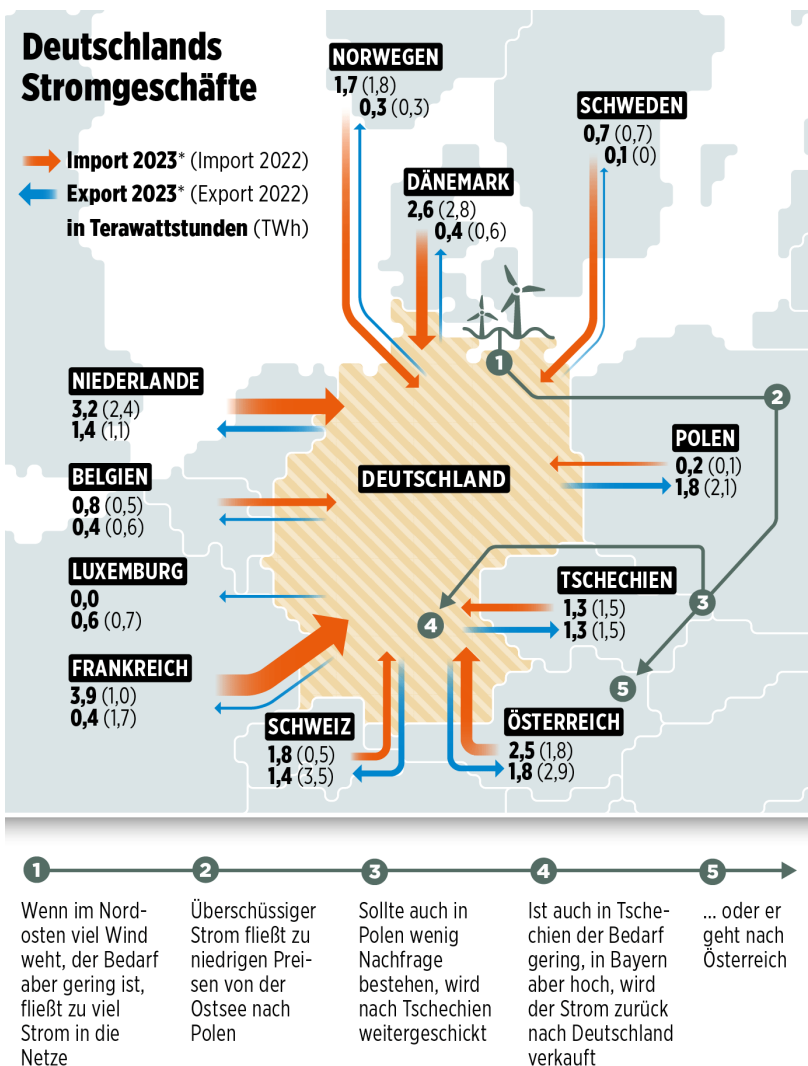 Deutschlands
Stromgeschäfte
Import 2023* (Import 2022)
Export 2023* (Export 2022)
in Terawattstunden (TWh)
NORWEGEN
1,7 (1,8)
0,3 (0,3)
SCHWEDEN
0,7 (0,7)
0,1 (0)
DÄNEMARK
2,6 (2,8)
0,4 (0,6)
1
2
NIEDERLANDE
3,2 (2,4)
1,4 (1,1)
POLEN
0,2 (0,1)
1,8 (2,1)
BELGIEN
0,8 (0,5)
0,4 (0,6)
DEUTSCHLAND
LUXEMBURG
0,0
0,6 (0,7)
TSCHECHIEN
1,3 (1,5)
1,3 (1,5)
3
4
5
FRANKREICH
3,9 (1,0)
0,4 (1,7)
SCHWEIZ
1,8 (0,5)
1,4 (3,5)
ÖSTERREICH
2,5 (1,8)
1,8 (2,9)
1
Wenn im Nord-
osten viel Wind
weht, der Bedarf
aber gering ist,
fließt zu viel
Strom in die
Netze
2
Überschüssiger
Strom fließt zu
niedrigen Prei-
sen von der
Ostsee nach
Polen
3
Sollte auch in
Polen wenig
Nachfrage
bestehen, wird
nach Tschechien
weitergeschickt
4
Ist auch in Tsche-
chien der Bedarf
gering, in Bayern
aber hoch, wird
der Strom zurück
nach Deutschland
verkauft
5
... oder er
geht nach
Österreich